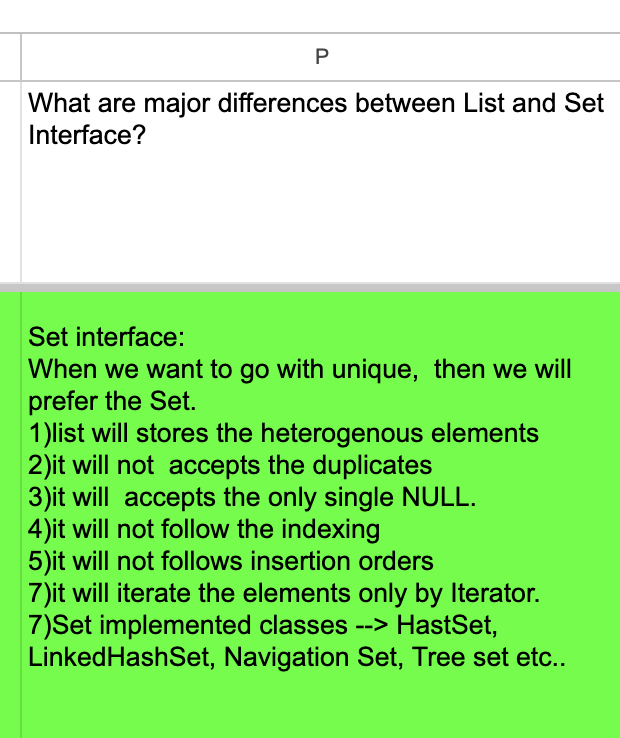 P
What are major differences between List and Set
Interface?
Set interface:
When we want to go with unique,  then we will
prefer the Set.
1)list will stores the heterogenous elements
2)it will not  accepts the duplicates
3)it will  accepts the only single NULL.
4)it will not follow the indexing
5)it will not follows insertion orders
7)it will iterate the elements only by Iterator.
7)Set implemented classes --> HastSet,
LinkedHashSet, Navigation Set, Tree set etc..